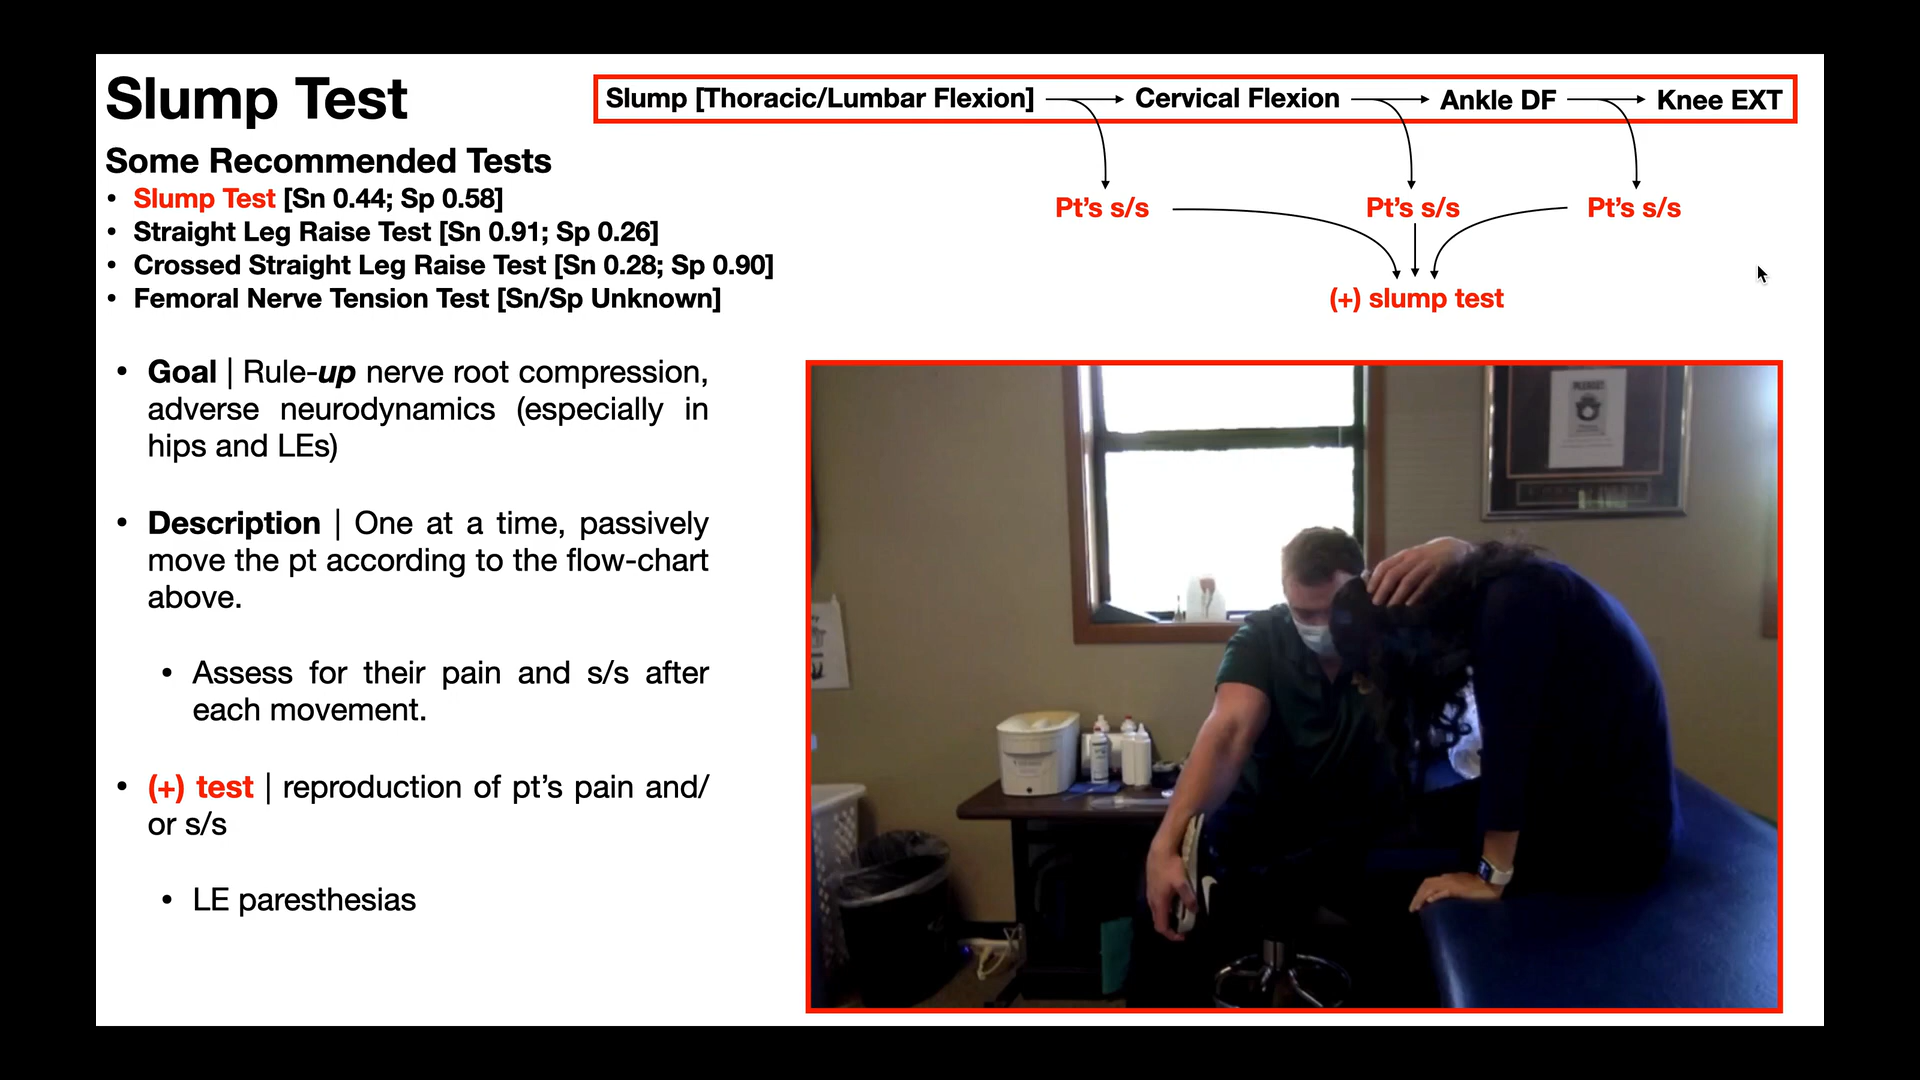 Slump Test
Slump [Thoracic/Lumbar Flexion] Cervical Flexion Ankle DF Knee EXT
Some Recommended Tests
• Slump Test [Sn 0.44; Sp 0.58]
• Straight Leg Raise Test [Sn 0.91; Sp 0.26]
• Crossed Straight Leg Raise Test [Sn 0.28; Sp 0.90]
• Femoral Nerve Tension Test [Sn/Sp Unknown]
Pt’s s/s Pt’s s/s Pt’s s/s
(+) slump test
• Goal | Rule-up nerve root compression,
adverse neurodynamics (especially in
hips and LEs)
• Description | One at a time, passively
move the pt according to the flow-chart
above.
• Assess for their pain and s/s after
each movement.
• (+) test | reproduction of pt’s pain and/
or s/s
• LE paresthesias